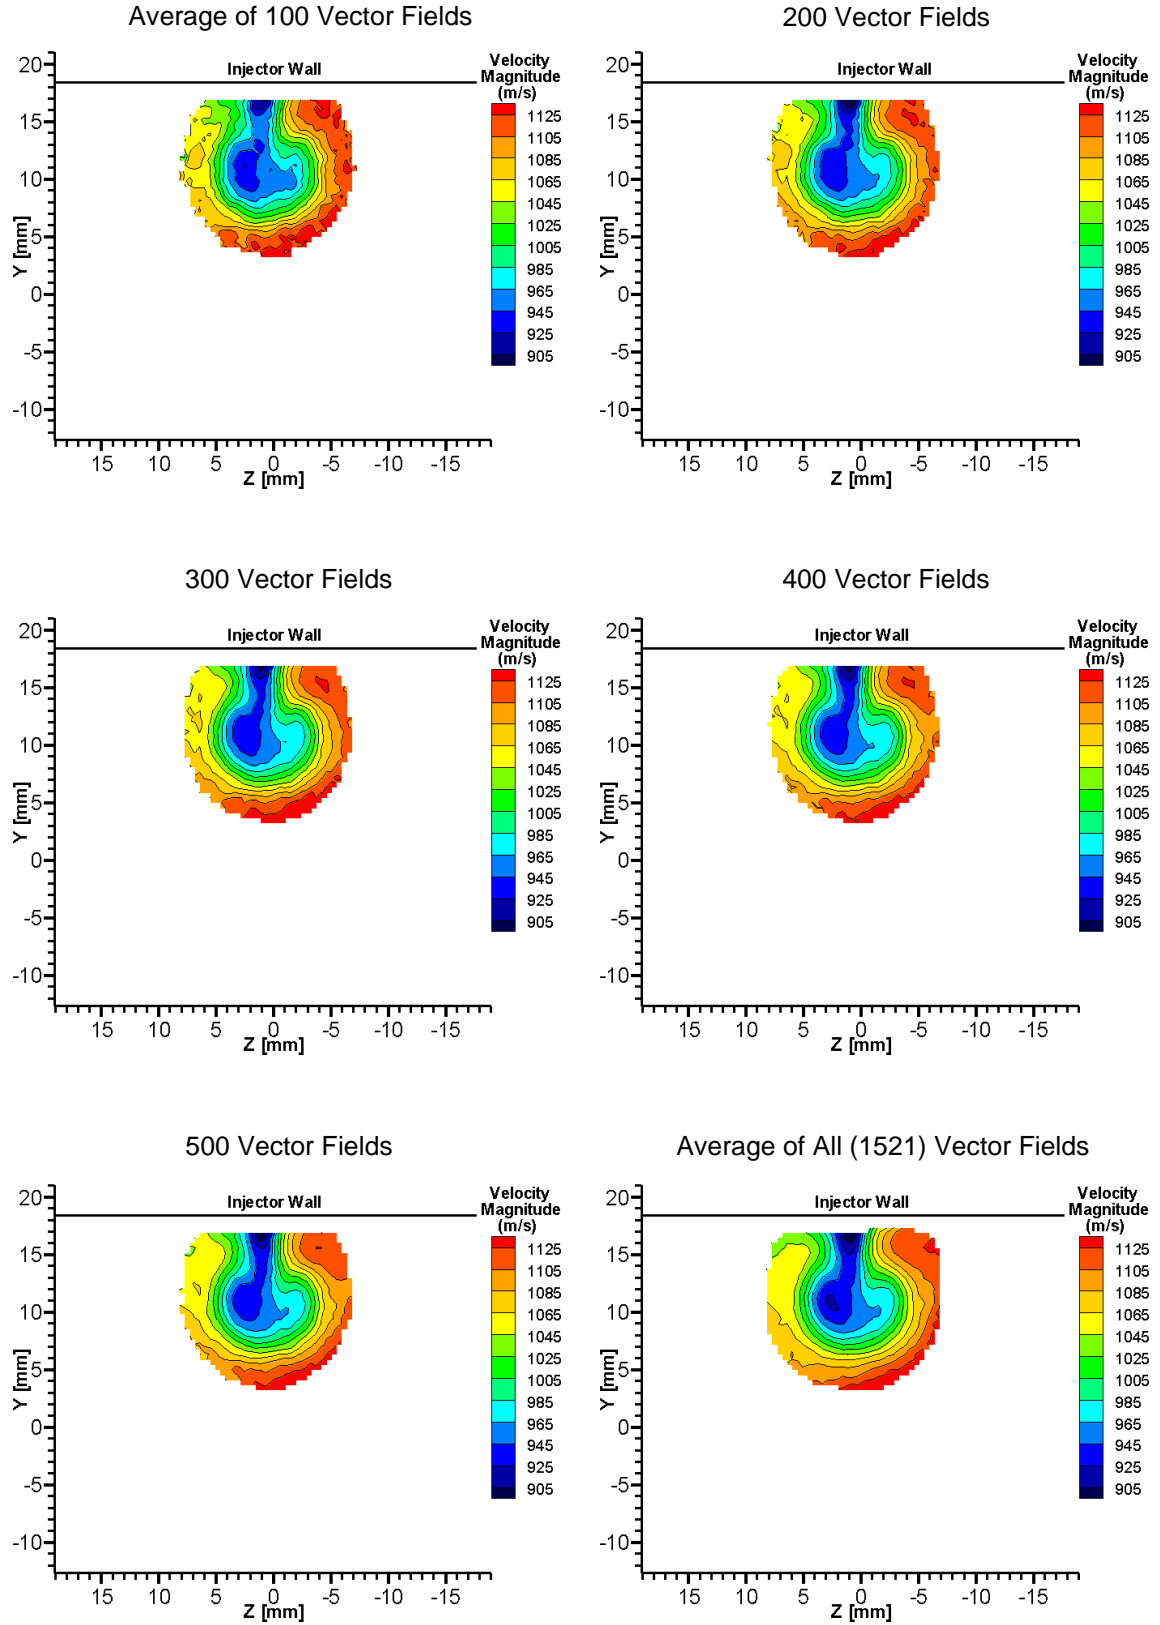 Average of 100 Vector Fields
Injector Wall
Velocity
Magnitude
(m/s)
1125
1105
1085
1065
1045
1025
1005
985
965
945
925
905
20
15
10
5
0
-5
-10
Y [mm]
15 10 5 0 -5 -10 -15
Z [mm]
200 Vector Fields
Injector Wall
Velocity
Magnitude
(m/s)
1125
1105
1085
1065
1045
1025
1005
985
965
945
925
905
20
15
10
5
0
-5
-10
Y [mm]
15 10 5 0 -5 -10 -15
Z [mm]
300 Vector Fields
Injector Wall
Velocity
Magnitude
(m/s)
1125
1105
1085
1065
1045
1025
1005
985
965
945
925
905
20
15
10
5
0
-5
-10
Y [mm]
15 10 5 0 -5 -10 -15
Z [mm]
400 Vector Fields
Injector Wall
Velocity
Magnitude
(m/s)
1125
1105
1085
1065
1045
1025
1005
985
965
945
925
905
20
15
10
5
0
-5
-10
Y [mm]
15 10 5 0 -5 -10 -15
Z [mm]
500 Vector Fields
Injector Wall
Velocity
Magnitude
(m/s)
1125
1105
1085
1065
1045
1025
1005
985
965
945
925
905
20
15
10
5
0
-5
-10
Y [mm]
15 10 5 0 -5 -10 -15
Z [mm]
Average of All (1521) Vector Fields
Injector Wall
Velocity
Magnitude
(m/s)
1125
1105
1085
1065
1045
1025
1005
985
965
945
925
905
20
15
10
5
0
-5
-10
Y [mm]
15 10 5 0 -5 -10 -15
Z [mm]